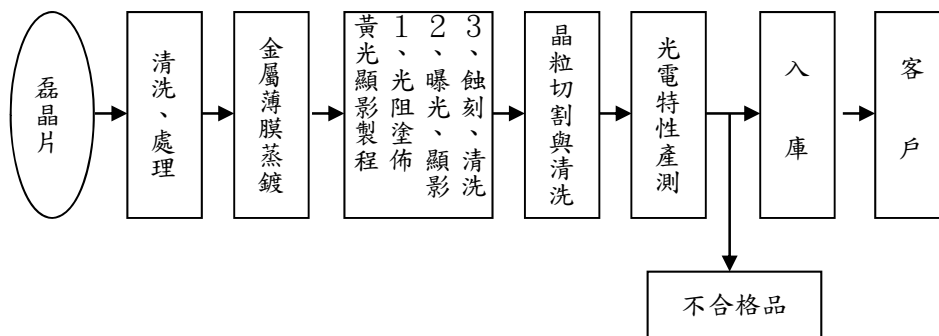 磊晶片
清洗、處理
金屬薄膜蒸鍍
黃光顯影製程
1、光阻塗佈
2、曝光、顯影
3、蝕刻、清洗
晶粒切割與清洗
光電特性產測
入庫
客戶
不合格品